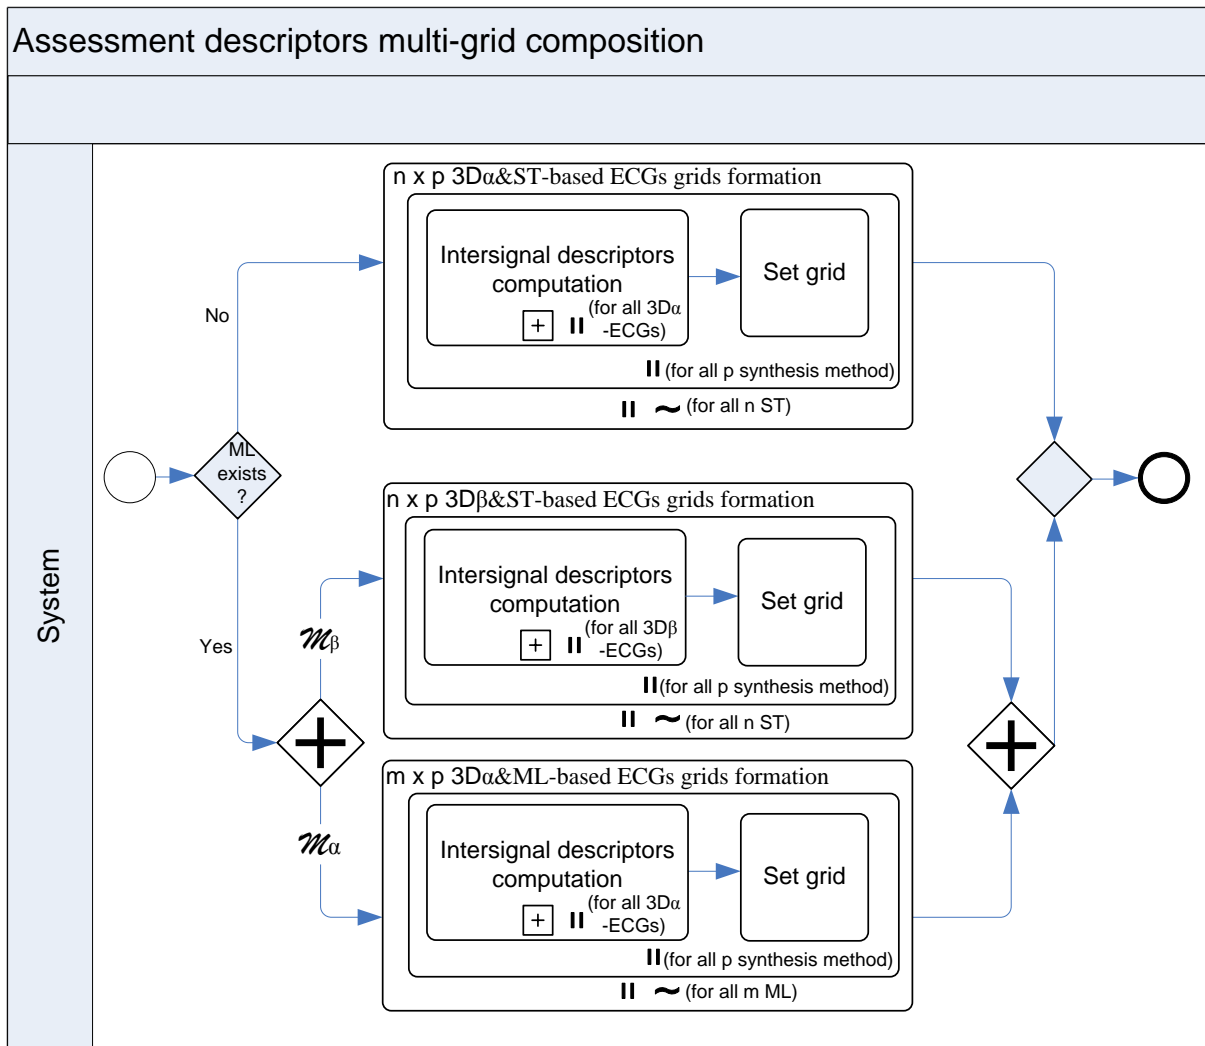 Assessment descriptors multi-grid composition
System
ML
exists
?
No
Yes
n x p 3Dα&ST-based ECGs grids formation
Intersignal descriptors
computation
(for all 3Dα
-ECGs)
Set grid
(for all p synthesis method)
(for all n ST)
ℳβ
n x p 3Dβ&ST-based ECGs grids formation
Intersignal descriptors
computation
(for all 3Dβ
-ECGs)
Set grid
(for all p synthesis method)
(for all n ST)
ℳα
m x p 3Dα&ML-based ECGs grids formation
Intersignal descriptors
computation
(for all 3Dα
-ECGs)
Set grid
(for all p synthesis method)
(for all m ML)